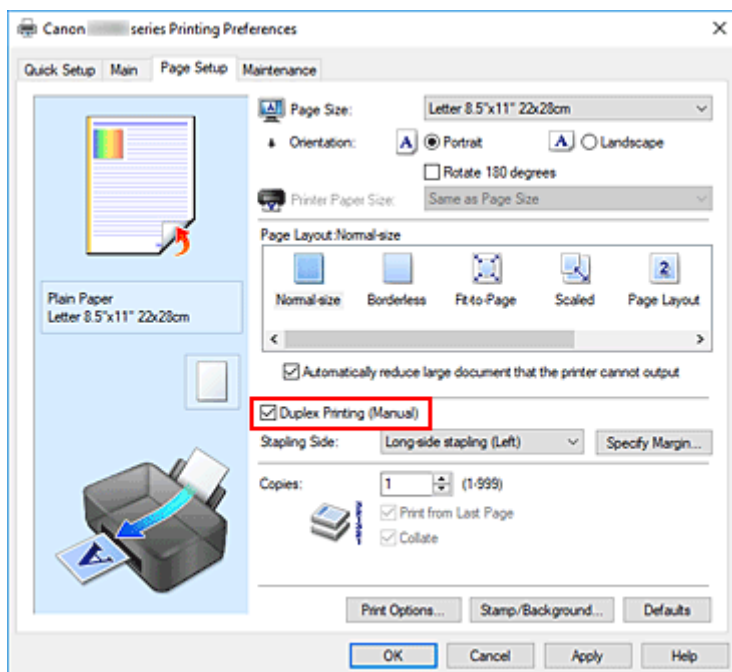 Canon series Printing Preferences
Quick Setup Main Page Setup Maintenance
Page Size: Letter 8.5"x11" 22x28cm
Orientation: A Portrait A Landscape
Rotate 180 degrees
Printer Paper Size: Same as Page Size
Page Layout:Normal-size
2
Normal-size Borderless Fit-to-Page Scaled Page Layout
Plain Paper
Letter 8.5"x11" 22x28cm
Automatically reduce large document that the printer cannot output
Duplex Printing (Manual)
Stapling Side: Long-side stapling (Left) Specify Margin...
Copies: 1 (1-999)
Print from Last Page
Collate
A
Print Options... Stamp/Background... Defaults
OK Cancel Apply Help